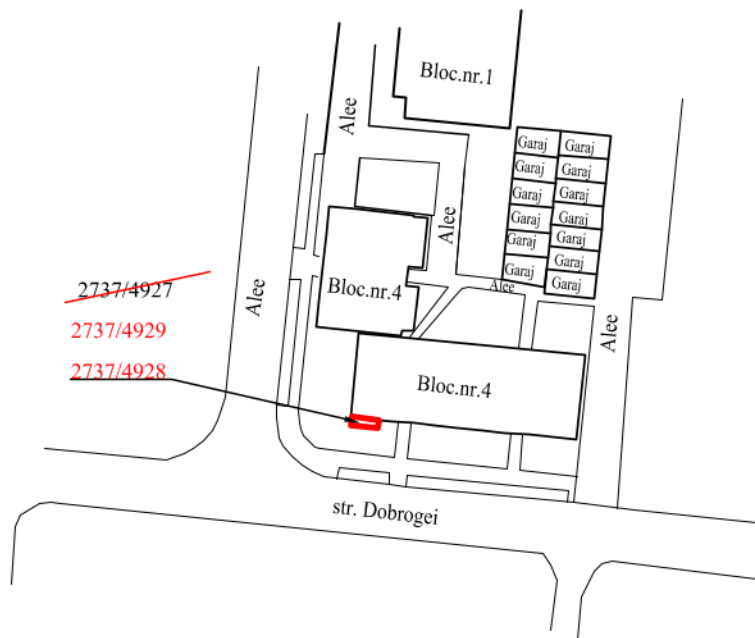 Bloc.nr.1
Alee
Garaj Garaj
Garaj Garaj
Garaj Garaj
Garaj Garaj
Garaj Garaj
Garaj Garaj
Garaj
Alee
Alee
Alee
Bloc.nr.4
2737/4927
2737/4929
2737/4928
Alee
Bloc.nr.4
str. Dobrogei